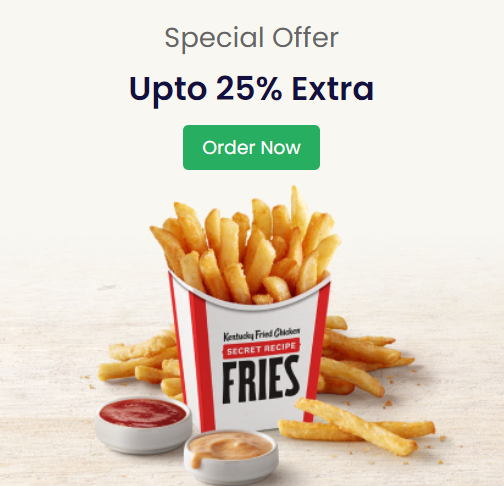 Special Offer
Upto 25% Extra
Order Now
Kentucky Fried Chicken
SECRET RECIPE
FRIES